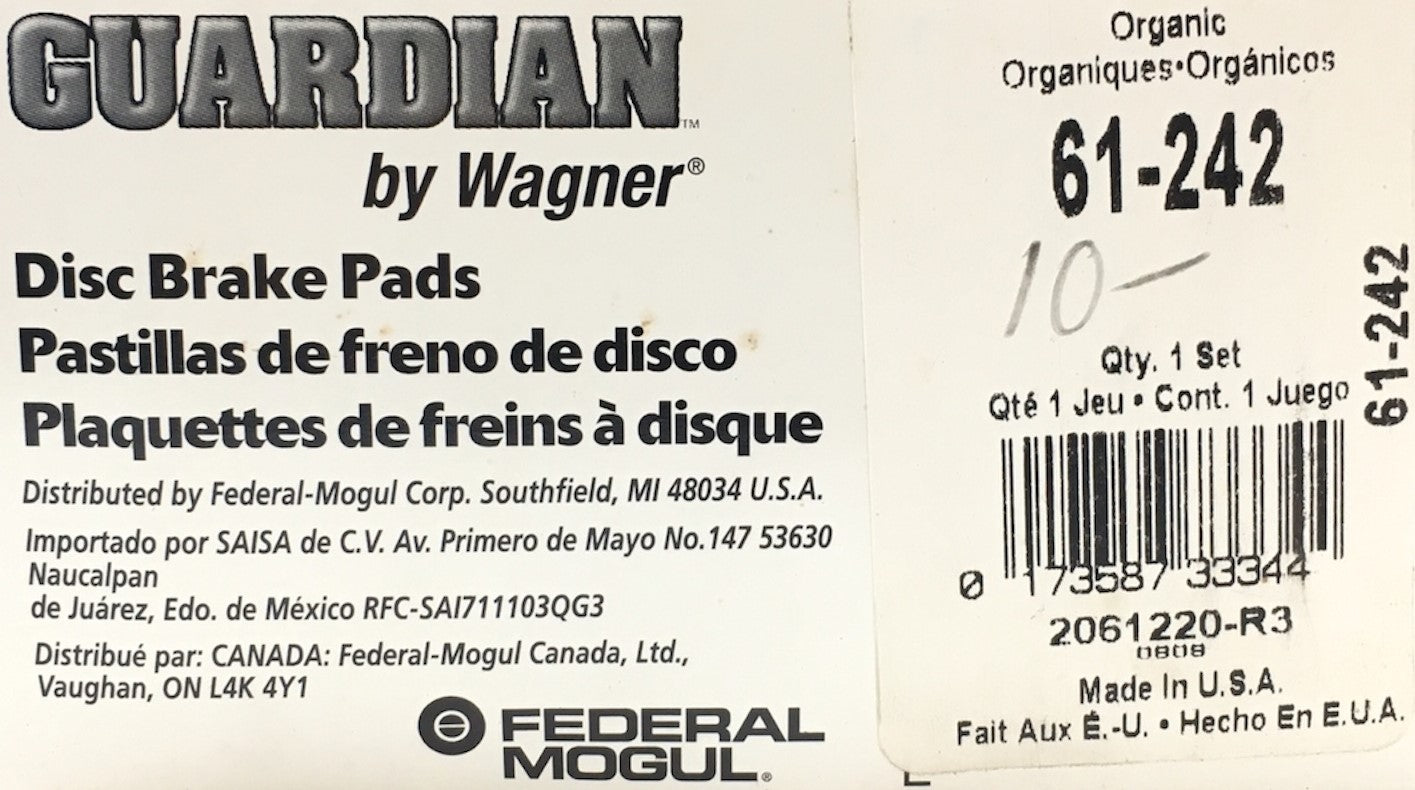 GUARDIAN™
by Wagner®
Disc Brake Pads
Pastillas de freno de disco
Plaquettes de freins à disque
Distributed by Federal-Mogul Corp. Southfield, MI 48034 U.S.A.
Importado por SAISA de C.V. Av. Primero de Mayo No.147 53630
Naucalpan
de Juárez, Edo. de México RFC-SAI711103QG3
Distribué par: CANADA: Federal-Mogul Canada, Ltd.,
Vaughan, ON L4K 4Y1
FEDERAL
MOGUL®
Organic
Organiques•Orgánicos
61-242
10-
Qty. 1 Set
Qté 1 Jeu • Cont. 1 Juego
0 173587 33344
2061220-R3
0808
Made In U.S.A.
Fait Aux É.-U. • Hecho En E.U.A.
61-242